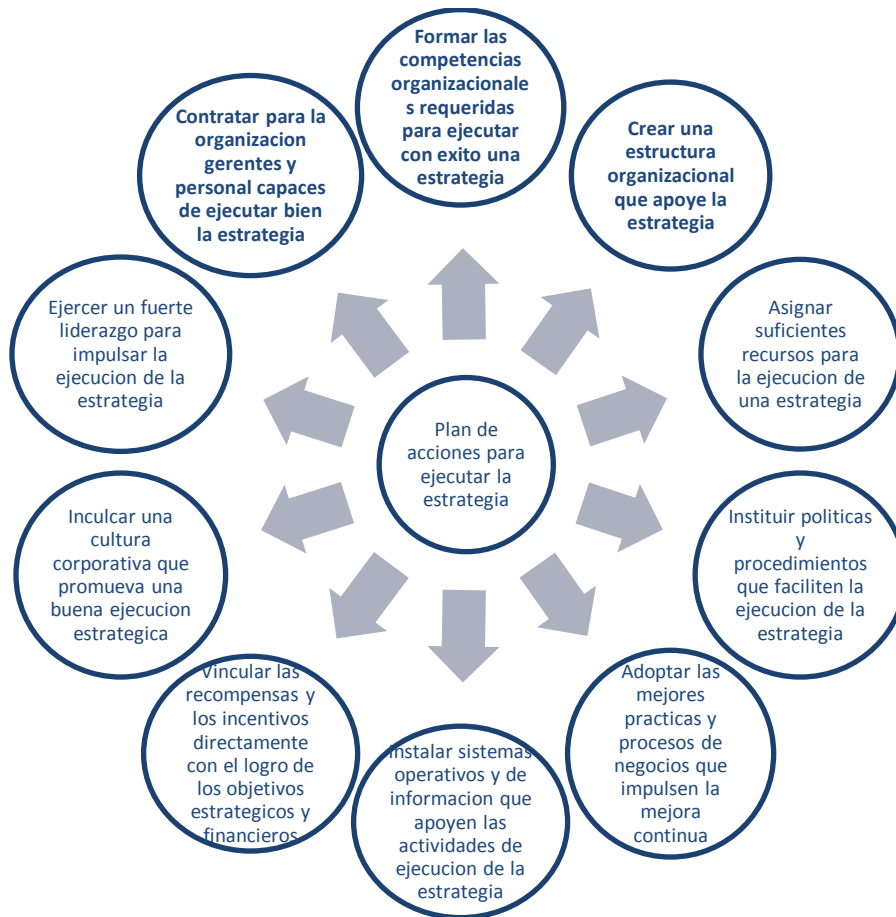 Formar las
competencias
organizacionale
s requeridas
para ejecutar
con exito una
estrategia
Crear una
estructura
organizacional
que apoye la
estrategia
Asignar
suficientes
recursos para
la ejecucion de
una estrategia
Instituir politicas
y
procedimientos
que faciliten la
ejecucion de la
estrategia
Adoptar las
mejores
practicas y
procesos de
negocios que
impulsen la
mejora
continua
Instalar sistemas
operativos y de
informacion que
apoyen las
actividades de
ejecucion de la
estrategia
Vincular las
recompensas y
los incentivos
directamente
con el logro de
los objetivos
estrategicos y
financieros.
Inculcar una
cultura
corporativa que
promueva una
buena ejecucion
estrategica
Ejercer un fuerte
liderazgo para
impulsar la
ejecucion de la
estrategia
Contratar para la
organizacion
gerentes y
personal capaces
de ejecutar bien
la estrategia
Plan de
acciones para
ejecutar la
estrategia